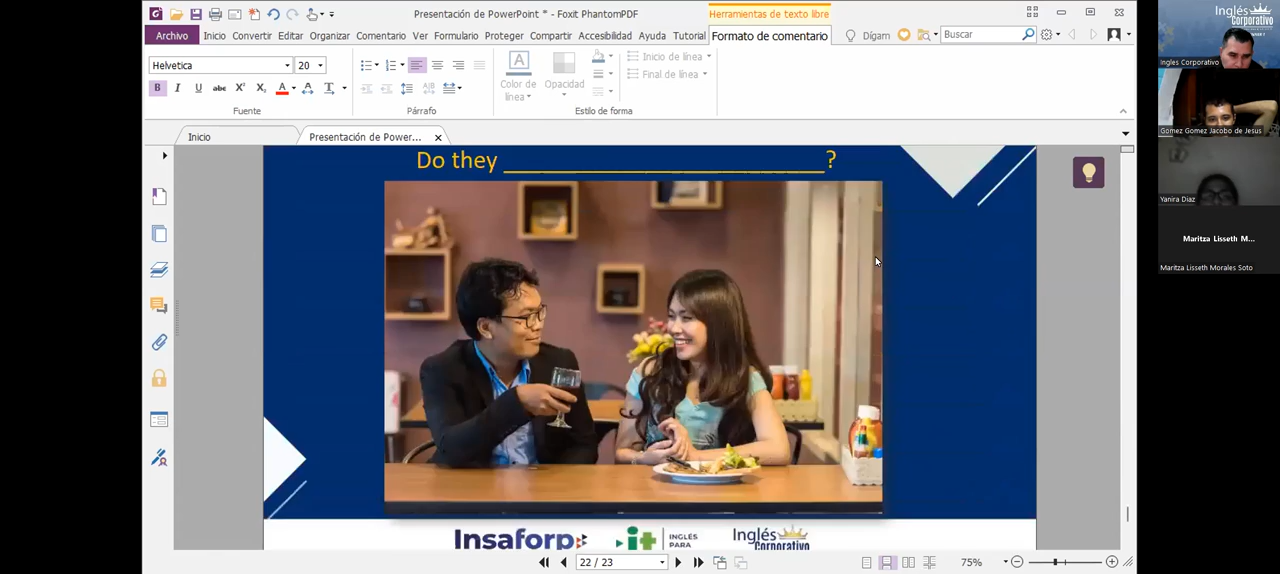 Presentación de PowerPoint * - Foxit PhantomPDF
Herramientas de texto libre
Archivo Inicio Convertir Editar Organizar Comentario Ver Formulario Proteger Compartir Accesibilidad Ayuda Tutorial Formato de comentario Dígam Buscar
Helvetica 20
Color de línea
Opacidad
Inicio de línea
Final de línea
Fuente Párrafo Estilo de forma
Inicio Presentación de Power...
Do they ____________________________?
Insaforp it INGLÉS PARA Inglés Corporativo
22 / 23 75%
Inglés Corporativo
Ingles Corporativo
Gomez Gomez Jacobo de Jesus
Yanira Diaz
Maritza Lisseth M...
Maritza Lisseth Morales Soto